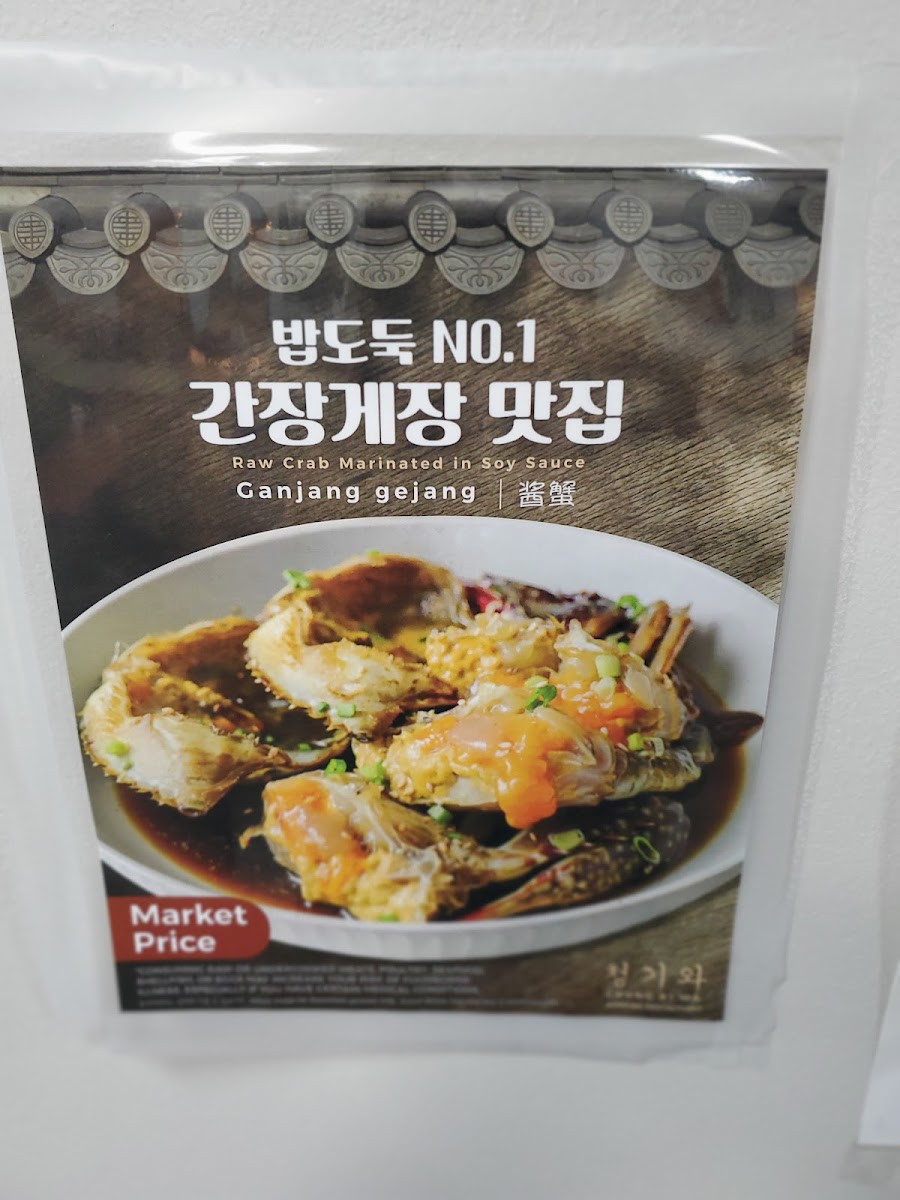 밥도둑 NO.1
간장게장 맛집
Raw Crab Marinated in Soy Sauce
Ganjang gejang | 酱蟹
Market
Price
청기와